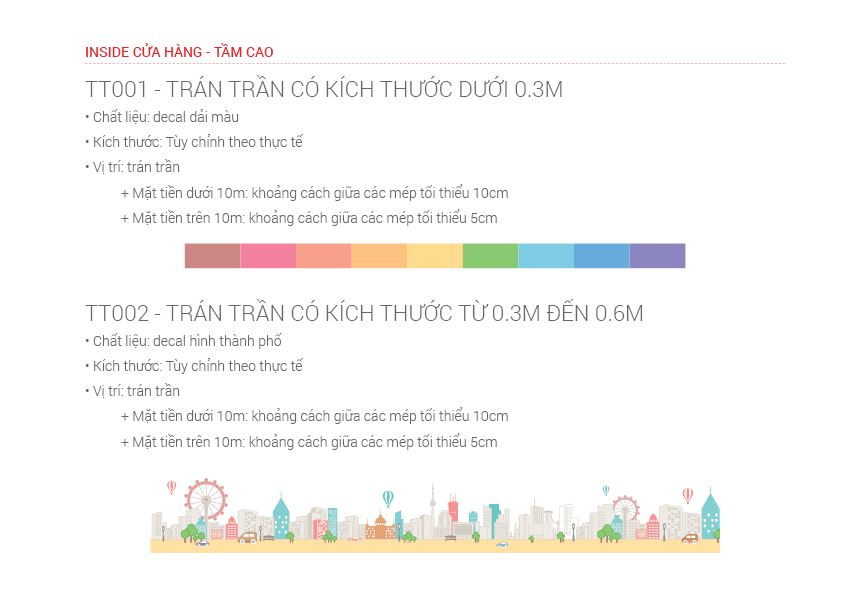 INSIDE CỬA HÀNG - TẦM CAO
TT001 - TRÁN TRẦN CÓ KÍCH THƯỚC DƯỚI 0.3M
• Chất liệu: decal dải màu
• Kích thước: Tùy chỉnh theo thực tế
• Vị trí: trán trần
+ Mặt tiền dưới 10m: khoảng cách giữa các mép tối thiểu 10cm
+ Mặt tiền trên 10m: khoảng cách giữa các mép tối thiểu 5cm
TT002 - TRÁN TRẦN CÓ KÍCH THƯỚC TỪ 0.3M ĐẾN 0.6M
• Chất liệu: decal hình thành phố
• Kích thước: Tùy chỉnh theo thực tế
• Vị trí: trán trần
+ Mặt tiền dưới 10m: khoảng cách giữa các mép tối thiểu 10cm
+ Mặt tiền trên 10m: khoảng cách giữa các mép tối thiểu 5cm